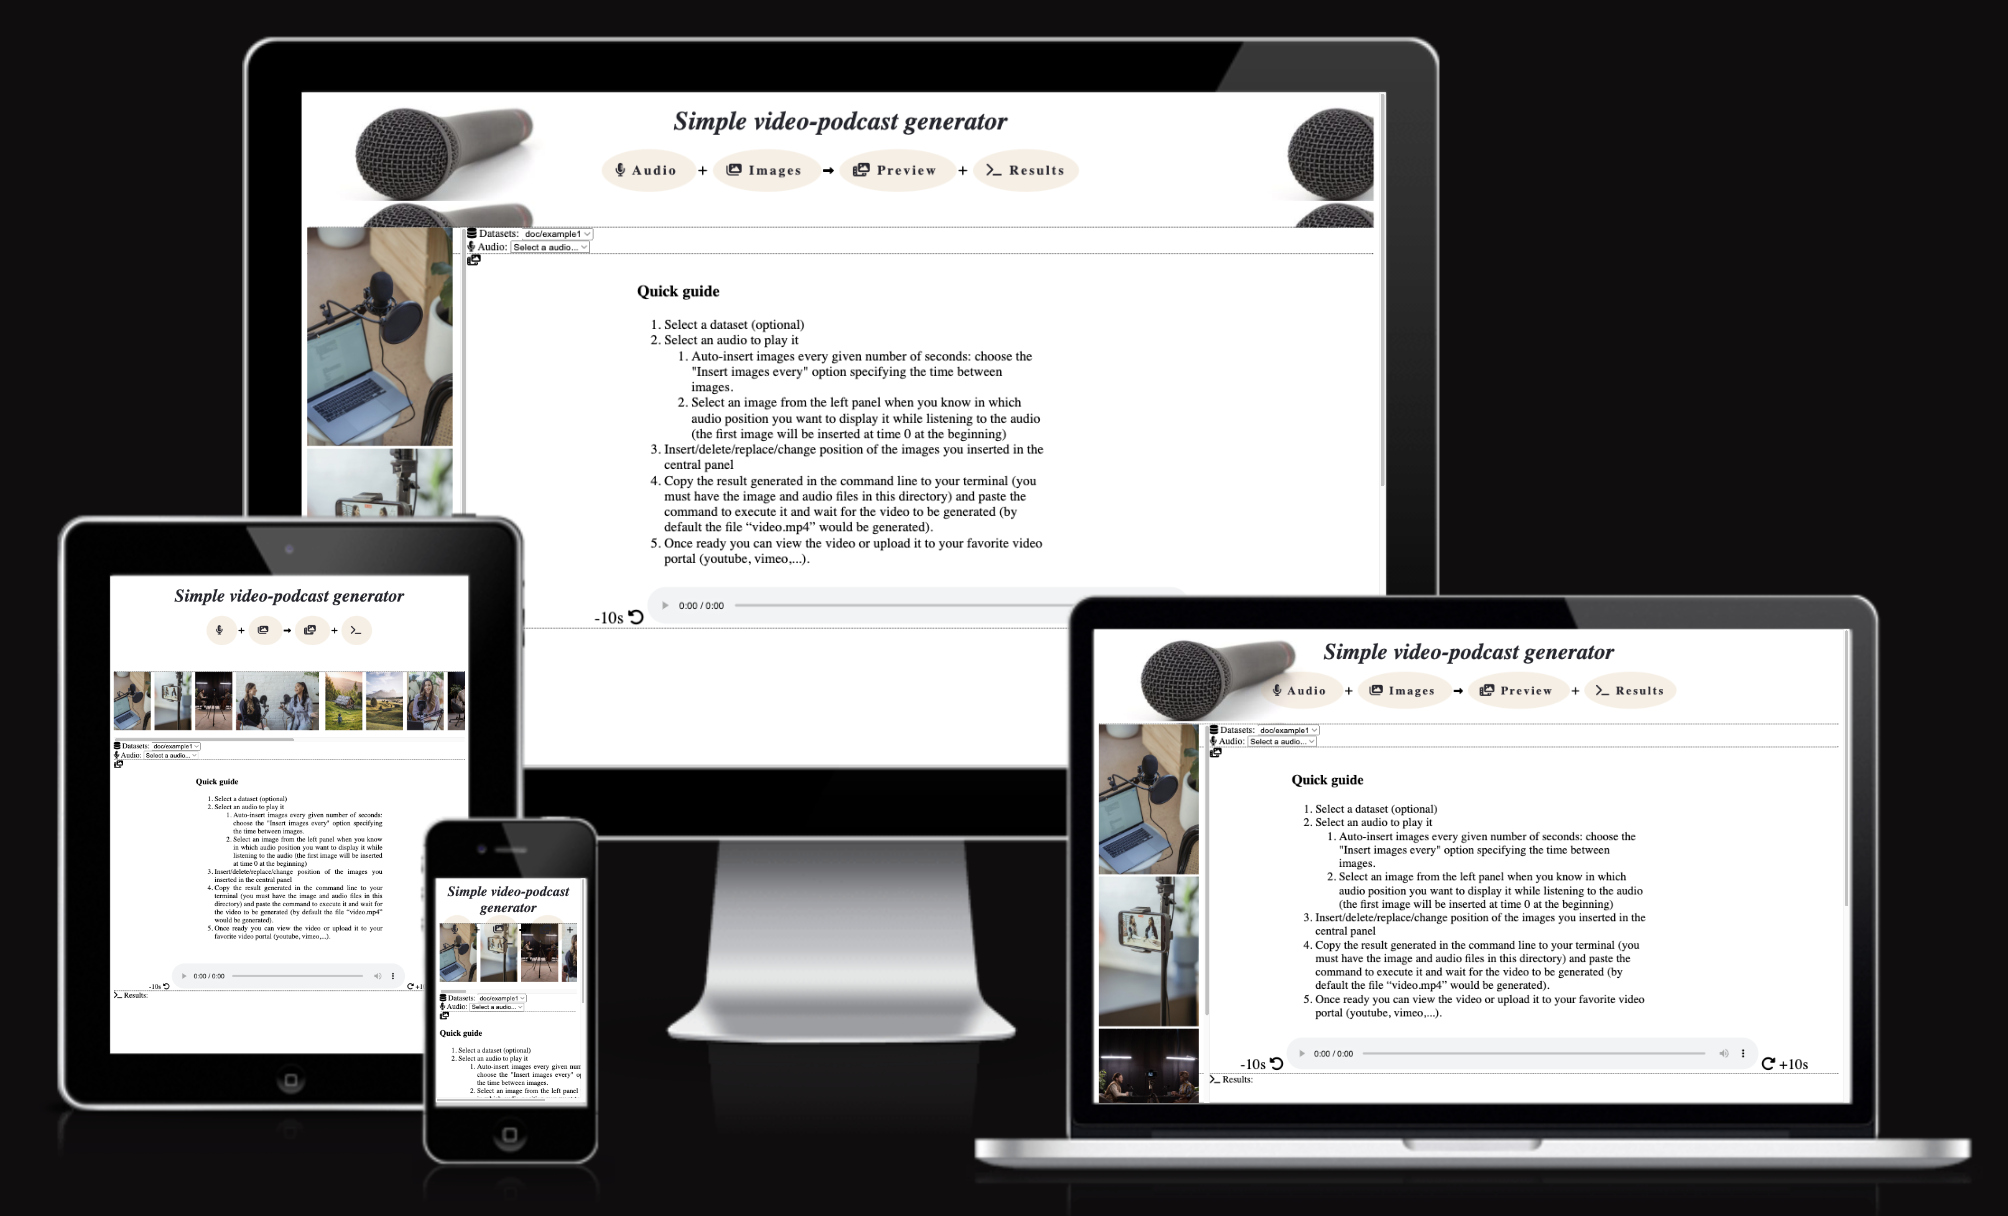 Simple video-podcast generator
Audio + Images → Preview + Results
Datasets: doc/example1
Audio: Select a audio...
Quick guide
1. Select a dataset (optional)
2. Select an audio to play it
1. Auto-insert images every given number of seconds: choose the
"Insert images every" option specifying the time between
images.
2. Select an image from the left panel when you know in which
audio position you want to display it while listening to the audio
(the first image will be inserted at time 0 at the beginning)
3. Insert/delete/replace/change position of the images you inserted in the
central panel
4. Copy the result generated in the command line to your terminal (you
must have the image and audio files in this directory) and paste the
command to execute it and wait for the video to be generated (by
default the file “video.mp4” would be generated).
5. Once ready you can view the video or upload it to your favorite video
portal (youtube, vimeo,...).
-10s 0:00 / 0:00
Simple video-podcast generator
+ → +
Datasets: doc/example1
Audio: Select a audio...
Quick guide
1. Select a dataset (optional)
2. Select an audio to play it
1. Auto-insert images every given number of seconds:
choose the "Insert images every" option specifying
the time between images.
2. Select an image from the left panel when you know
in which audio position you want to display it while
listening to the audio (the first image will be inserted
at time 0 at the beginning)
3. Insert/delete/replace/change position of the images you
inserted in the central panel
4. Copy the result generated in the command line to your
terminal (you must have the image and audio files in this
directory) and paste the command to execute it and wait for
the video to be generated (by default the file “video.mp4”
would be generated).
5. Once ready you can view the video or upload it to your
favorite video portal (youtube, vimeo,...).
-10s 0:00 / 0:00
Results:
Simple video-podcast
generator
Datasets: doc/example1
Audio: Select a audio...
Quick guide
1. Select a dataset (optional)
2. Select an audio to play it
1. Auto-insert images every given
choose the "Insert images every"
the time between images.
2. Select an image from the left panel
Simple video-podcast generator
Audio + Images → Preview + Results
Datasets: doc/example1
Audio: Select a audio...
Quick guide
1. Select a dataset (optional)
2. Select an audio to play it
1. Auto-insert images every given number of seconds: choose the
"Insert images every" option specifying the time between
images.
2. Select an image from the left panel when you know in which
audio position you want to display it while listening to the audio
(the first image will be inserted at time 0 at the beginning)
3. Insert/delete/replace/change position of the images you inserted in the
central panel
4. Copy the result generated in the command line to your terminal (you
must have the image and audio files in this directory) and paste the
command to execute it and wait for the video to be generated (by
default the file “video.mp4” would be generated).
5. Once ready you can view the video or upload it to your favorite video
portal (youtube, vimeo,...).
-10s 0:00 / 0:00 +10s
Results: